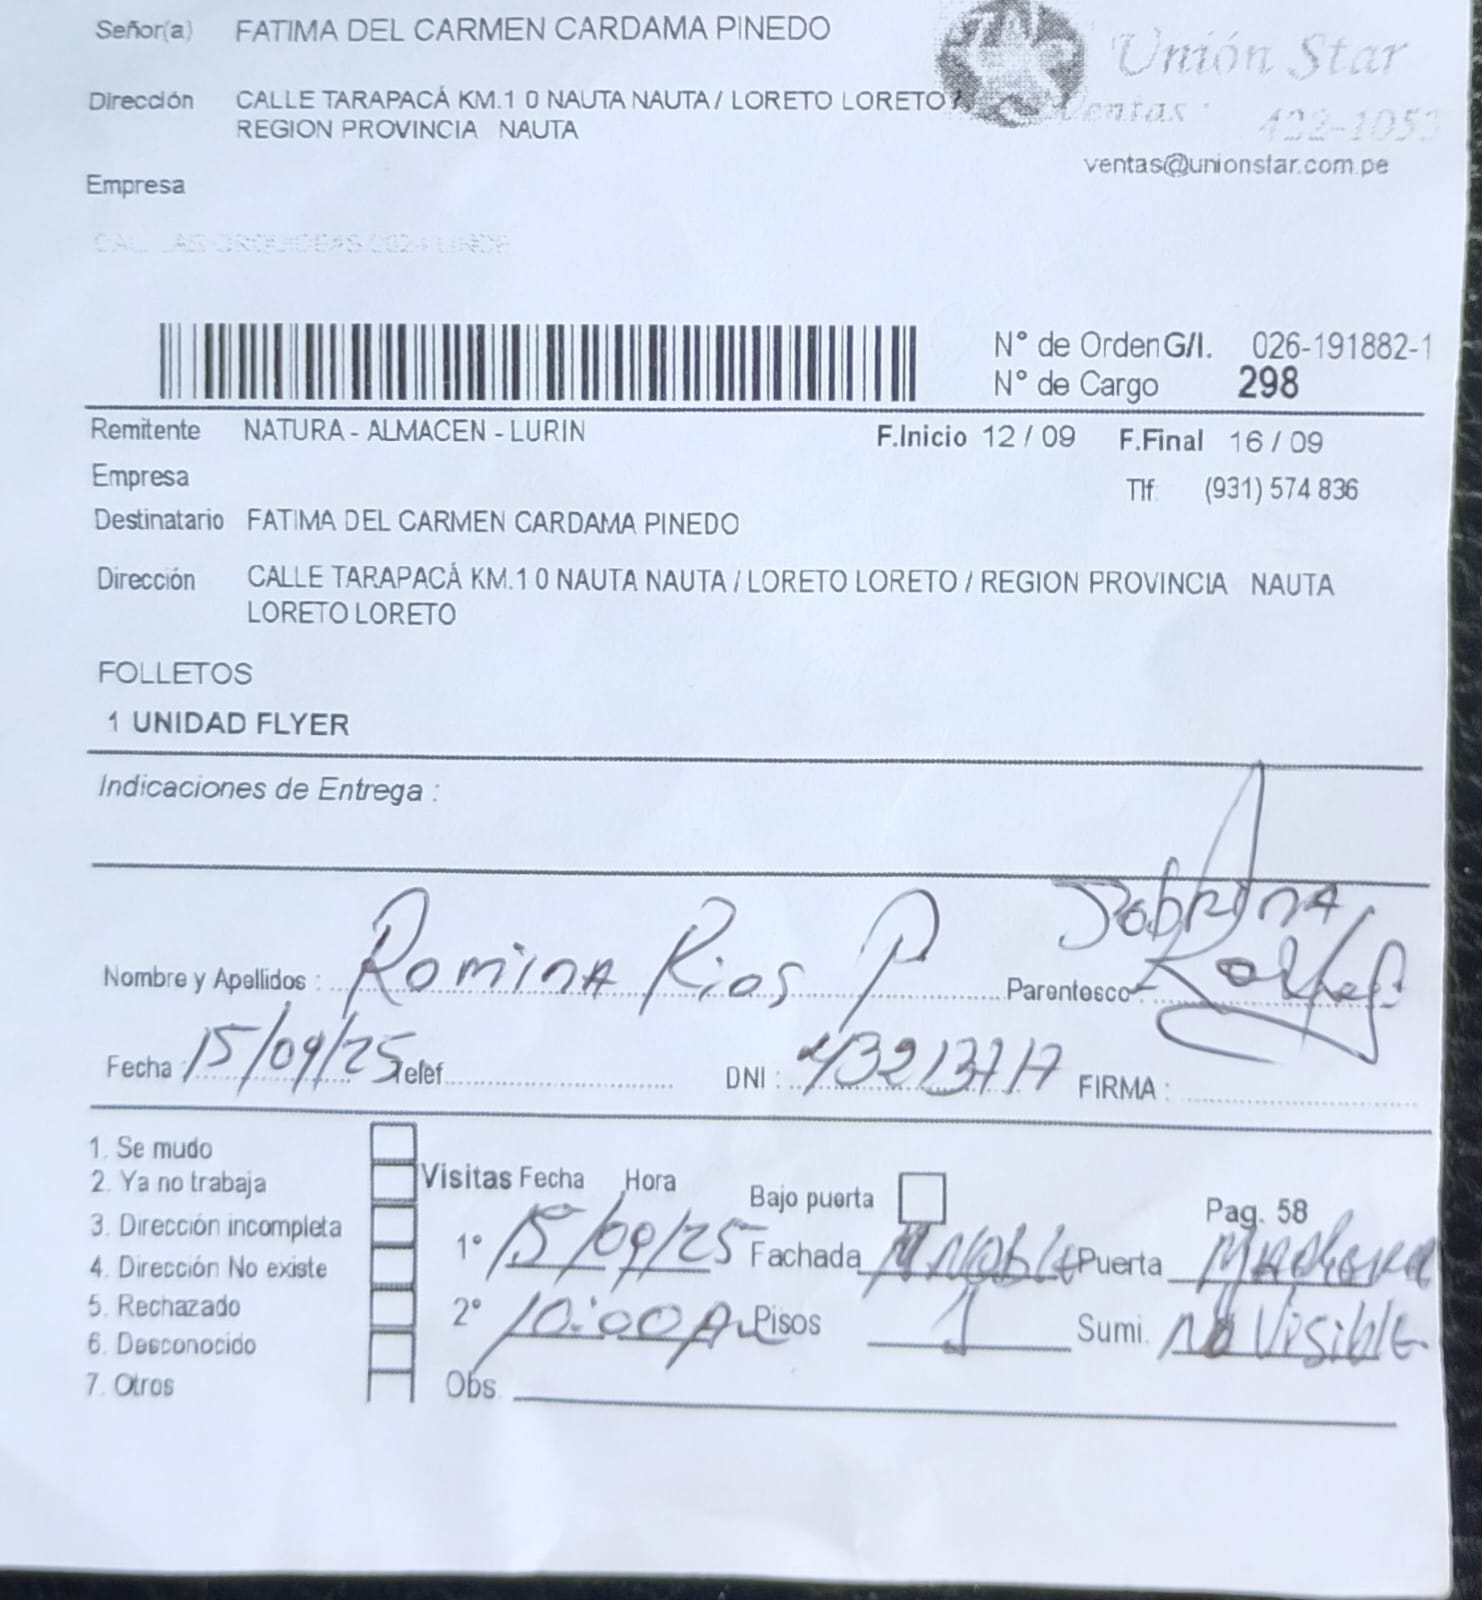 Señor(a) FATIMA DEL CARMEN CARDAMA PINEDO
Unión Star
Dirección CALLE TARAPACÁ KM.1 0 NAUTA NAUTA / LORETO LORETO /
REGION PROVINCIA NAUTA
Ventas: 422-1053
ventas@unionstar.com.pe
Empresa
N° de Orden G/I. 026-191882-1
N° de Cargo 298
Remitente NATURA - ALMACEN - LURIN F.Inicio 12 / 09 F.Final 16 / 09
Empresa Tlf. (931) 574 836
Destinatario FATIMA DEL CARMEN CARDAMA PINEDO
Dirección CALLE TARAPACÁ KM.1 0 NAUTA NAUTA / LORETO LORETO / REGION PROVINCIA NAUTA
LORETO LORETO
FOLLETOS
1 UNIDAD FLYER
Indicaciones de Entrega :
Nombre y Apellidos : Romina Rios P Parentesco : Sobrina
Fecha : 15/09/25 Telef. DNI : FIRMA :
1. Se mudo
2. Ya no trabaja
3. Dirección incompleta
4. Dirección No existe
5. Rechazado
6. Desconocido
7. Otros
Visitas Fecha Hora Bajo puerta Pag. 58
1° 15/09/25 Fachada Puerta
2° 10:00 A Pisos 1 Sumi. No Visible.
Obs.